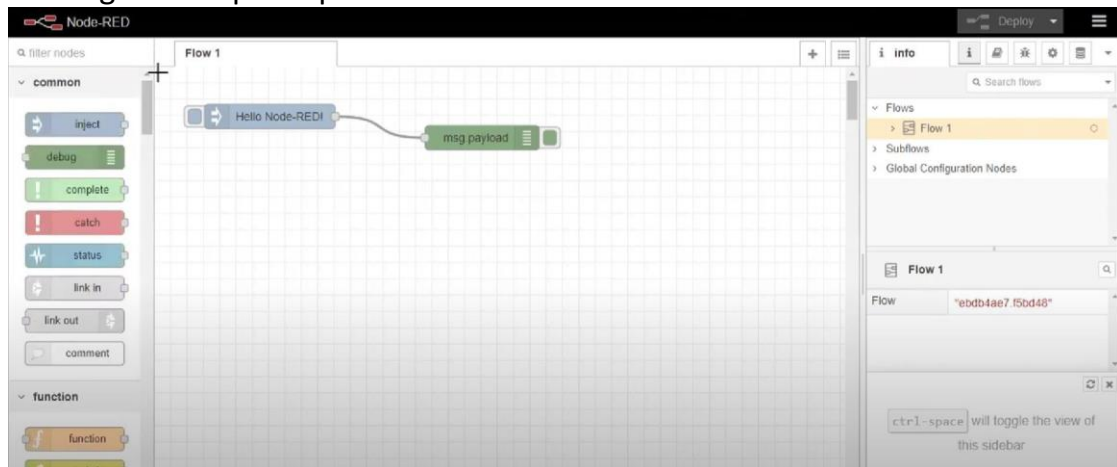 Node-RED
Deploy
filter nodes
Flow 1
info
i
Search flows
common
inject
debug
complete
catch
status
link in
link out
comment
function
function
Hello Node-RED!
msg payload
Flows
Flow 1
Subflows
Global Configuration Nodes
Flow 1
Flow "ebdb4ae7.f5bd48"
ctrl-space will toggle the view of
this sidebar